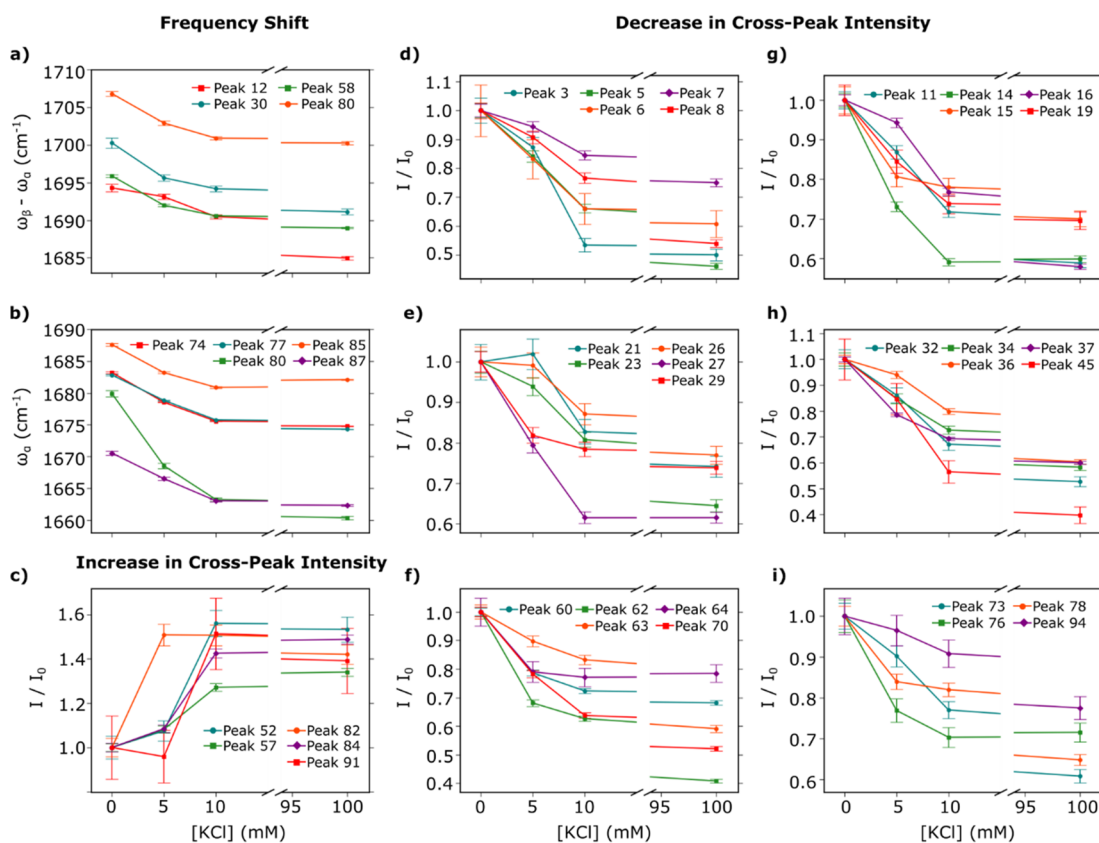 Frequency Shift
Decrease in Cross-Peak Intensity
a)
1710
1705
1700
1695
1690
1685
ωβ - ωα (cm⁻¹)
Peak 12
Peak 58
Peak 30
Peak 80
b)
1690
1685
1680
1675
1670
1665
1660
ωα (cm⁻¹)
Peak 74
Peak 77
Peak 85
Peak 80
Peak 87
Increase in Cross-Peak Intensity
c)
1.6
1.4
1.2
1.0
I / I₀
Peak 52
Peak 82
Peak 57
Peak 84
Peak 91
0 5 10 95 100
[KCl] (mM)
d)
1.1
1.0
0.9
0.8
0.7
0.6
0.5
I / I₀
Peak 3
Peak 5
Peak 7
Peak 6
Peak 8
e)
1.0
0.9
0.8
0.7
0.6
I / I₀
Peak 21
Peak 26
Peak 23
Peak 27
Peak 29
f)
1.0
0.9
0.8
0.7
0.6
0.5
0.4
I / I₀
Peak 60
Peak 62
Peak 64
Peak 63
Peak 70
0 5 10 95 100
[KCl] (mM)
g)
1.0
0.9
0.8
0.7
0.6
Peak 11
Peak 14
Peak 16
Peak 15
Peak 19
h)
1.1
1.0
0.9
0.8
0.7
0.6
0.5
0.4
Peak 32
Peak 34
Peak 37
Peak 36
Peak 45
i)
1.0
0.9
0.8
0.7
0.6
Peak 73
Peak 78
Peak 76
Peak 94
0 5 10 95 100
[KCl] (mM)